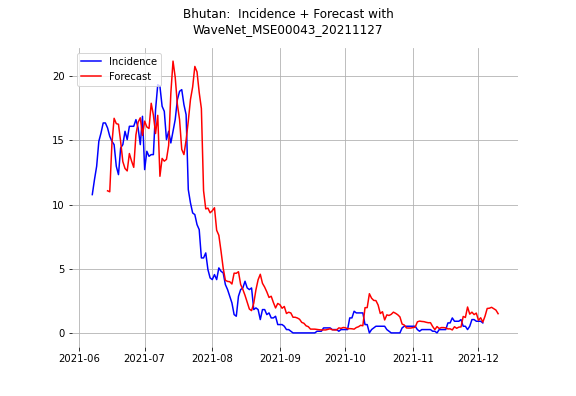 Bhutan:  Incidence + Forecast with
WaveNet_MSE00043_20211127
Incidence
Forecast
20
15
10
5
0
2021-06 2021-07 2021-08 2021-09 2021-10 2021-11 2021-12